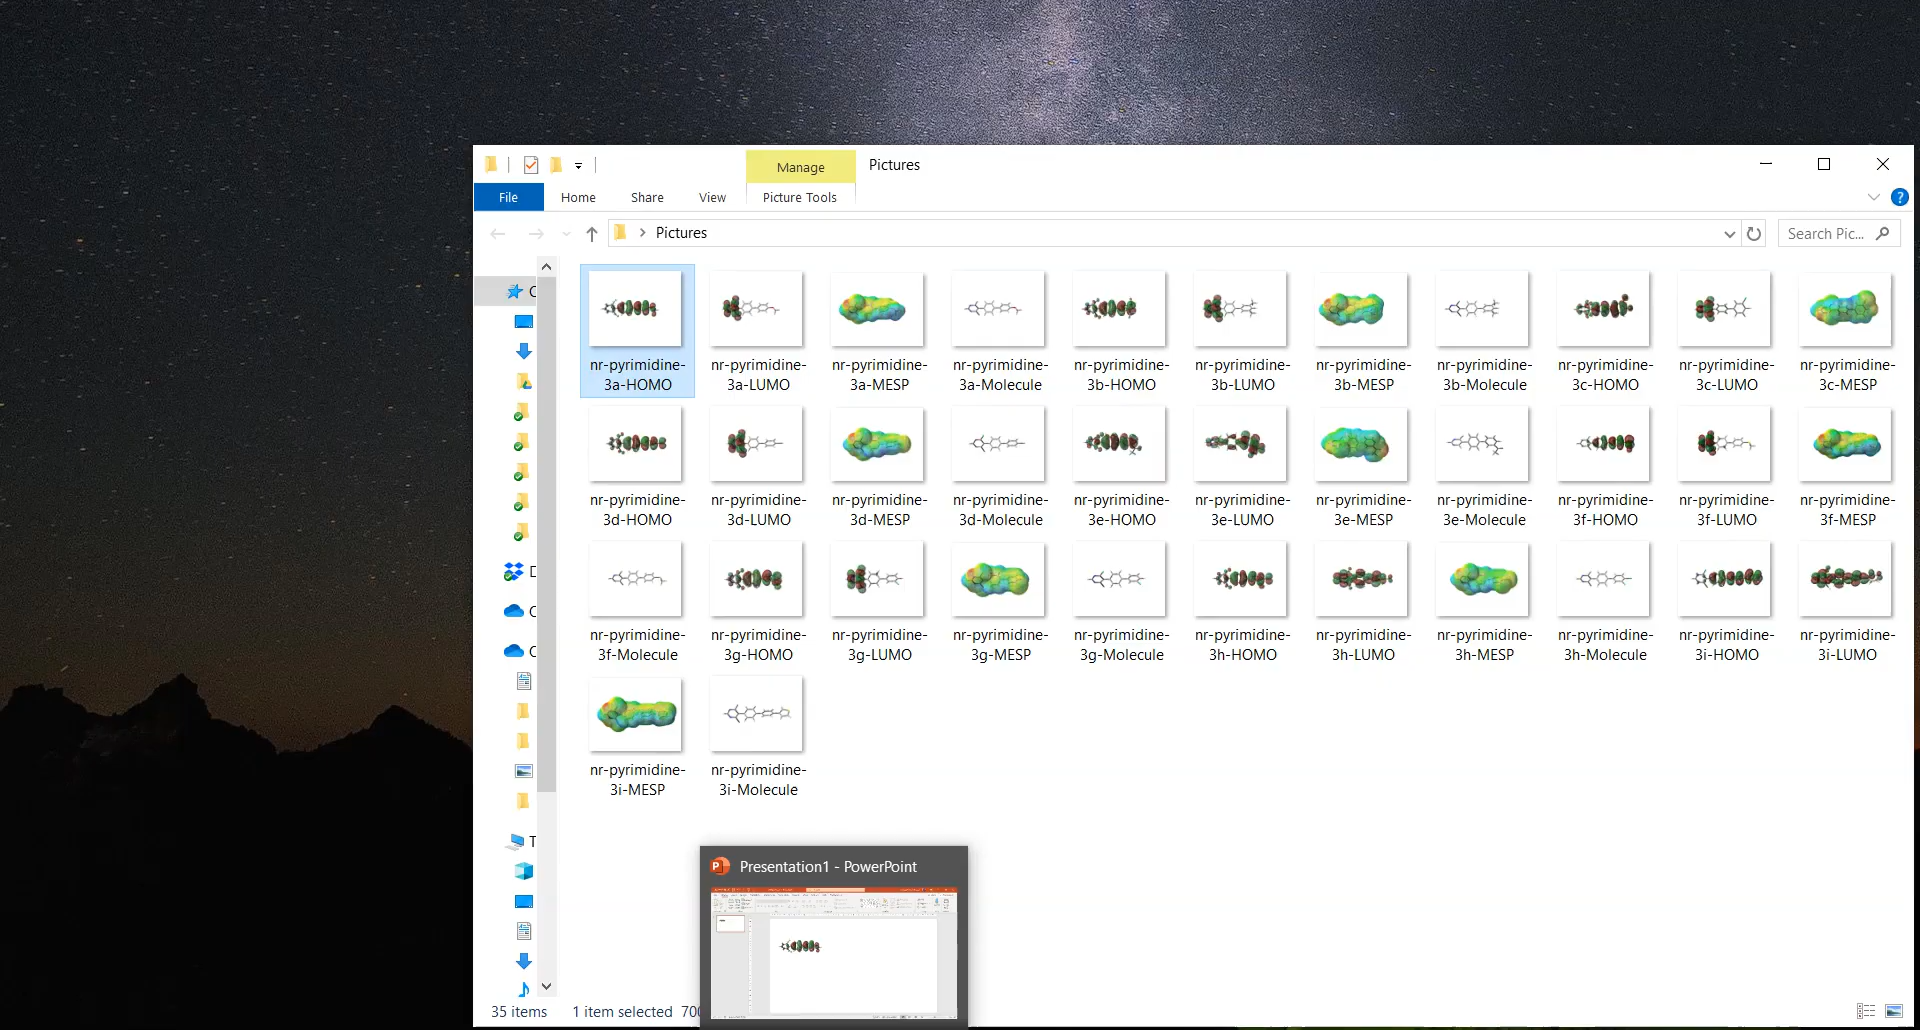 Manage
Pictures
File
Home
Share
View
Picture Tools
Pictures
Search Pic...
nr-pyrimidine-
3a-HOMO
nr-pyrimidine-
3a-LUMO
nr-pyrimidine-
3a-MESP
nr-pyrimidine-
3a-Molecule
nr-pyrimidine-
3b-HOMO
nr-pyrimidine-
3b-LUMO
nr-pyrimidine-
3b-MESP
nr-pyrimidine-
3b-Molecule
nr-pyrimidine-
3c-HOMO
nr-pyrimidine-
3c-LUMO
nr-pyrimidine-
3c-MESP
nr-pyrimidine-
3d-HOMO
nr-pyrimidine-
3d-LUMO
nr-pyrimidine-
3d-MESP
nr-pyrimidine-
3d-Molecule
nr-pyrimidine-
3e-HOMO
nr-pyrimidine-
3e-LUMO
nr-pyrimidine-
3e-MESP
nr-pyrimidine-
3e-Molecule
nr-pyrimidine-
3f-HOMO
nr-pyrimidine-
3f-LUMO
nr-pyrimidine-
3f-MESP
nr-pyrimidine-
3f-Molecule
nr-pyrimidine-
3g-HOMO
nr-pyrimidine-
3g-LUMO
nr-pyrimidine-
3g-MESP
nr-pyrimidine-
3g-Molecule
nr-pyrimidine-
3h-HOMO
nr-pyrimidine-
3h-LUMO
nr-pyrimidine-
3h-MESP
nr-pyrimidine-
3h-Molecule
nr-pyrimidine-
3i-HOMO
nr-pyrimidine-
3i-LUMO
nr-pyrimidine-
3i-MESP
nr-pyrimidine-
3i-Molecule
Presentation1 - PowerPoint
35 items
1 item selected